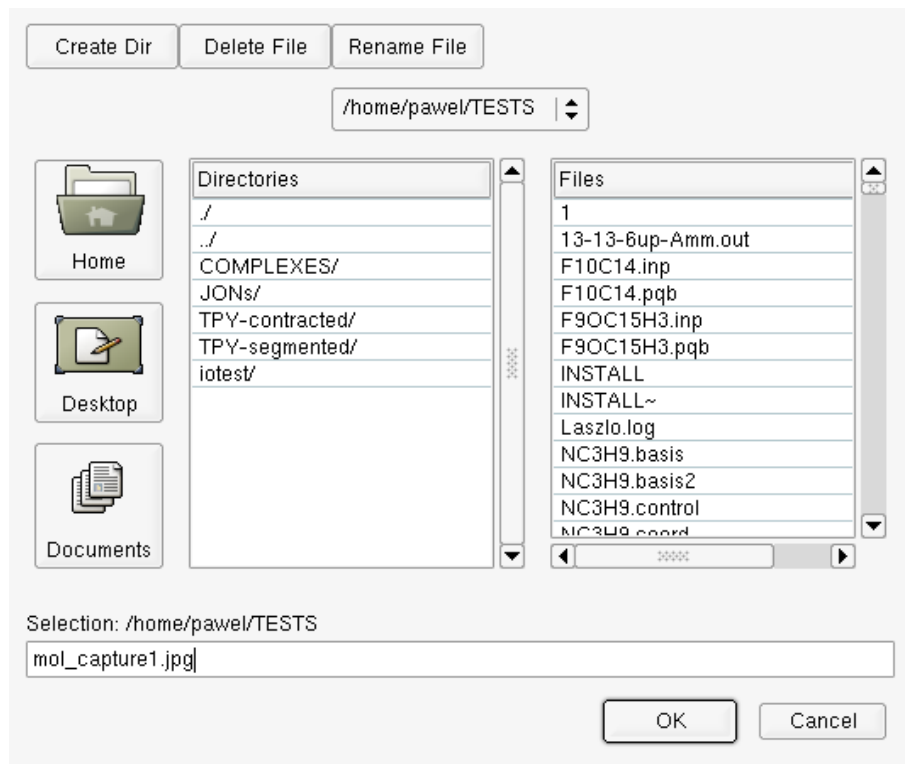 Create Dir Delete File Rename File
/home/pawel/TESTS
Home
Desktop
Documents
Directories
./
../
COMPLEXES/
JONs/
TPY-contracted/
TPY-segmented/
iotest/
Files
1
13-13-6up-Amm.out
F10C14.inp
F10C14.pqb
F9OC15H3.inp
F9OC15H3.pqb
INSTALL
INSTALL~
Laszlo.log
NC3H9.basis
NC3H9.basis2
NC3H9.control
NC3H9.coord
Selection: /home/pawel/TESTS
mol_capture1.jpg
OK Cancel